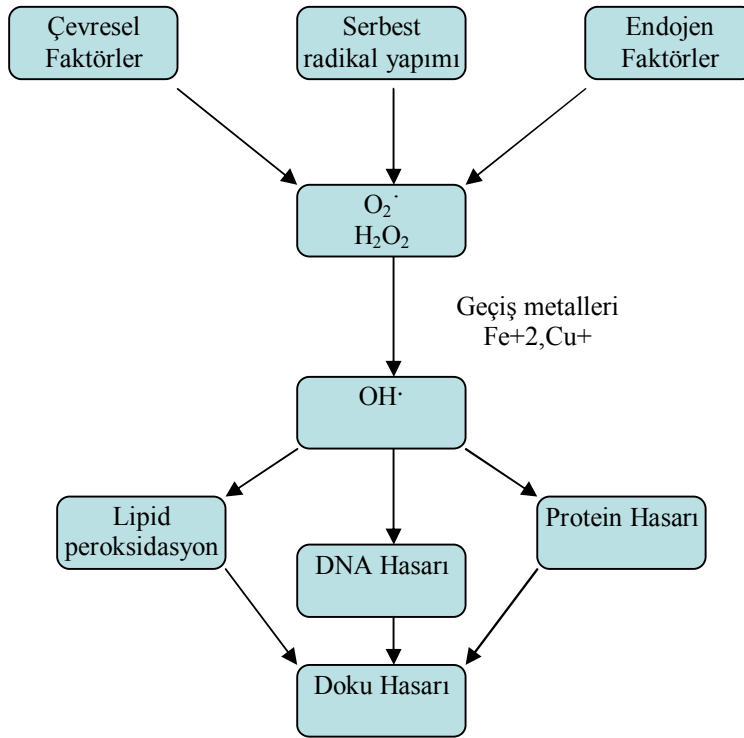 Çevresel
Faktörler
Serbest
radikal yapımı
Endojen
Faktörler
O₂˙
H₂O₂
Geçiş metalleri
Fe+2,Cu+
OH·
Lipid
peroksidasyon
DNA Hasarı
Protein Hasarı
Doku Hasarı